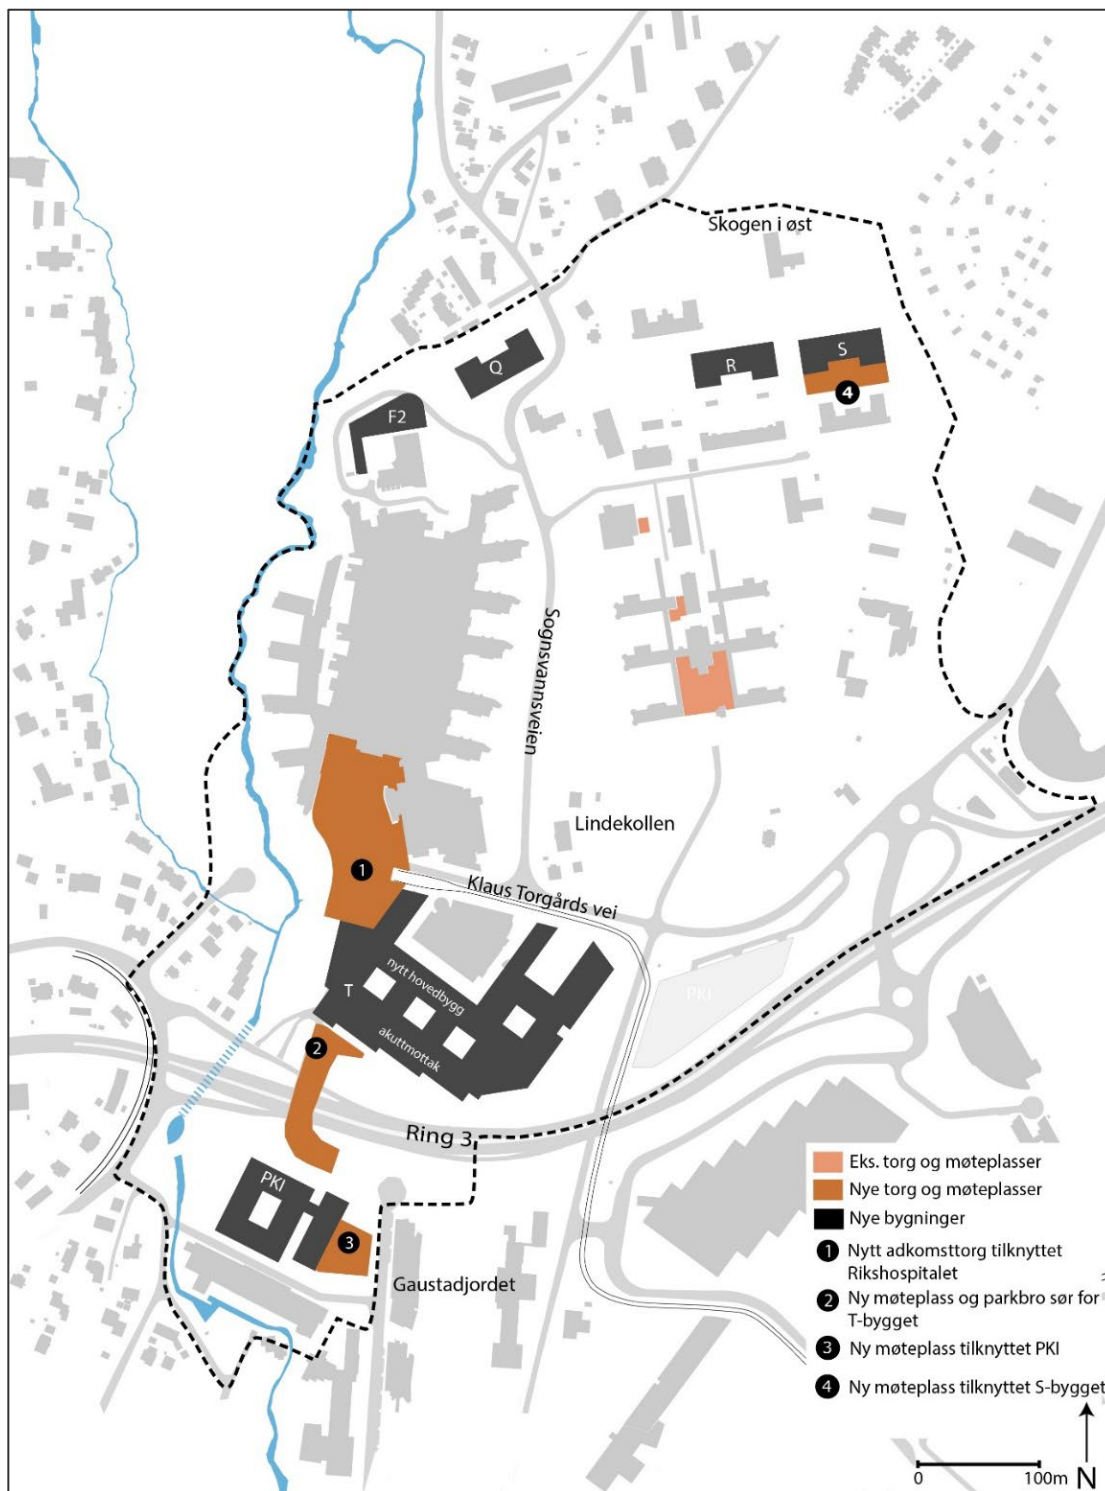 Skogen i øst
Q
R
S
4
F2
Sognsvannsveien
Lindekollen
1
Klaus Torgårds vei
nytt hovedbygg
T
akuttmottak
PKI
2
Ring 3
PKI
3
Gaustadjordet
Eks. torg og møteplasser
Nye torg og møteplasser
Nye bygninger
1 Nytt adkomsttorg tilknyttet
Rikshospitalet
2 Ny møteplass og parkbro sør for
T-bygget
3 Ny møteplass tilknyttet PKI
4 Ny møteplass tilknyttet S-bygget
0 100m
N